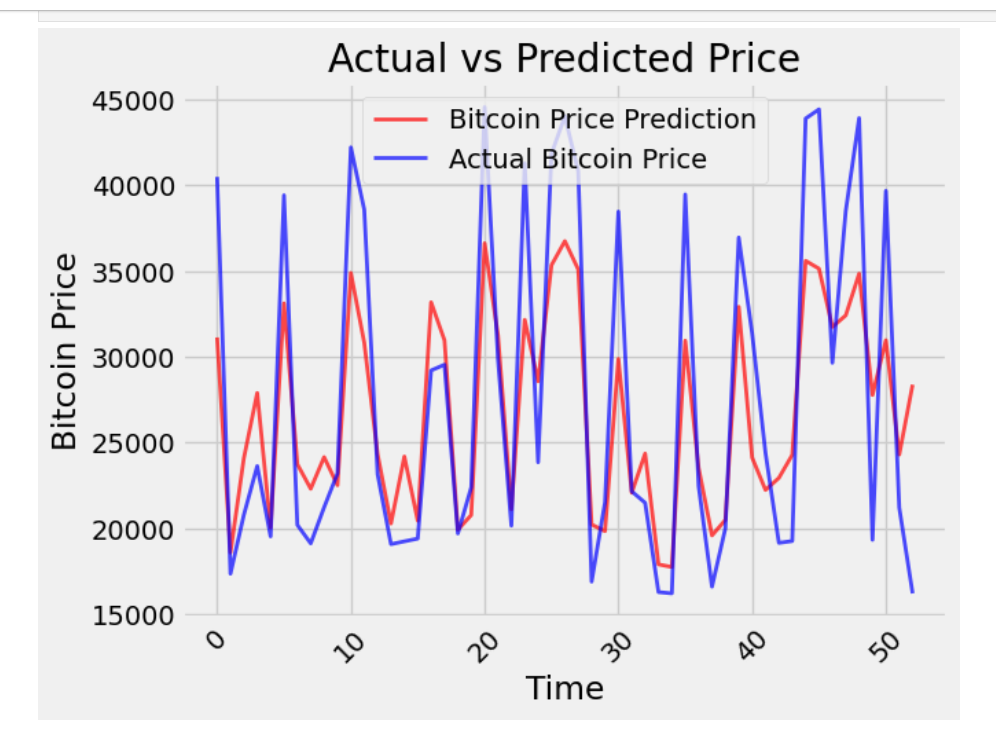 Actual vs Predicted Price
Bitcoin Price Prediction
Actual Bitcoin Price
Bitcoin Price
45000
40000
35000
30000
25000
20000
15000
0
10
20
30
40
50
Time